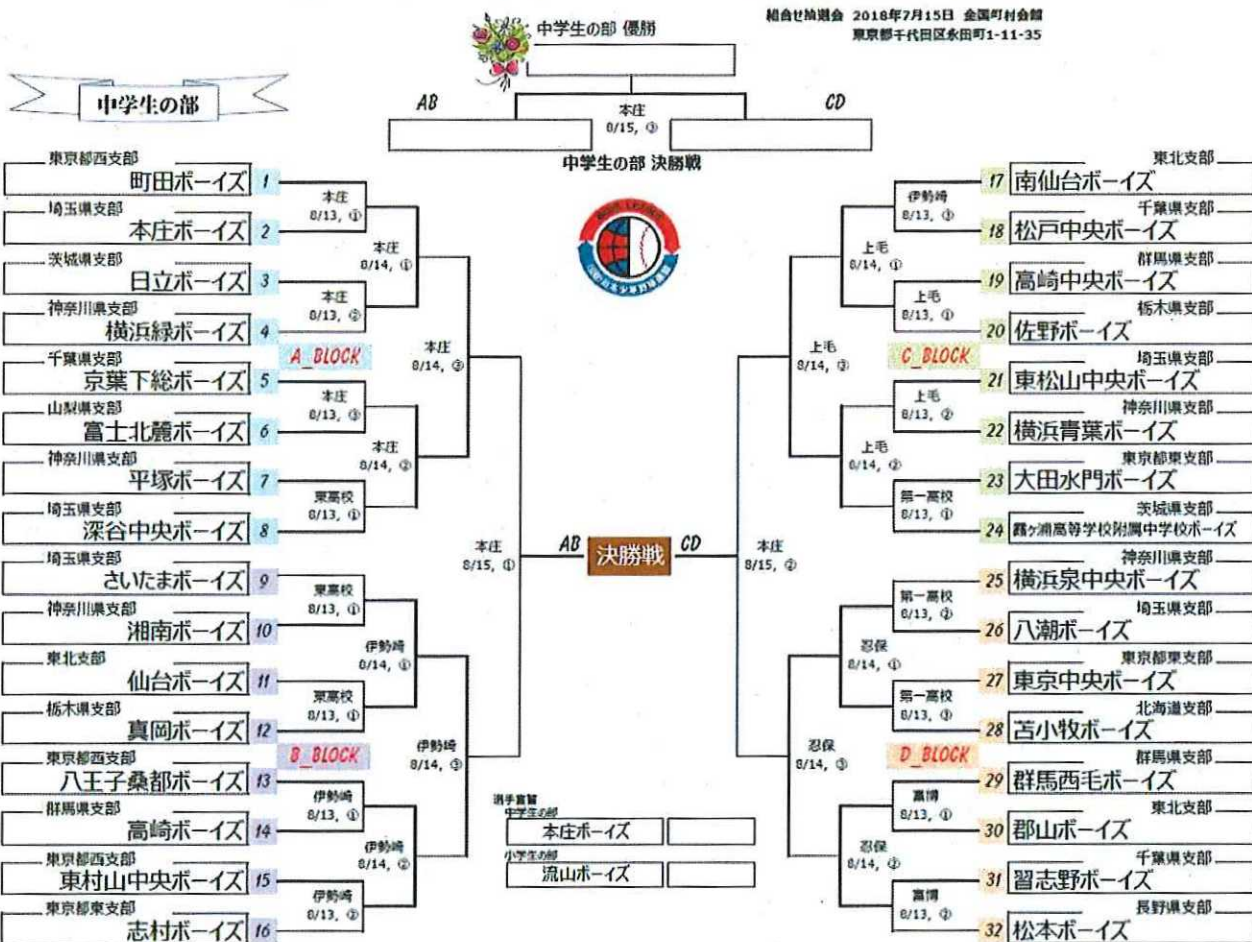 組合せ抽選会 2018年7月15日 全国町村会館
東京都千代田区永田町1-11-35
中学生の部 優勝
中学生の部
AB
本庄
8/15, ③
CD
中学生の部 決勝戦
東京都西支部
町田ボーイズ 1
埼玉県支部
本庄ボーイズ 2
茨城県支部
日立ボーイズ 3
神奈川県支部
横浜緑ボーイズ 4
A_BLOCK
千葉県支部
京葉下総ボーイズ 5
山梨県支部
富士北麓ボーイズ 6
神奈川県支部
平塚ボーイズ 7
埼玉県支部
深谷中央ボーイズ 8
埼玉県支部
さいたまボーイズ 9
神奈川県支部
湘南ボーイズ 10
東北支部
仙台ボーイズ 11
栃木県支部
真岡ボーイズ 12
B_BLOCK
東京都西支部
八王子桑都ボーイズ 13
群馬県支部
高崎ボーイズ 14
東京都西支部
東村山中央ボーイズ 15
東京都東支部
志村ボーイズ 16
本庄
8/13, ①
本庄
8/13, ②
本庄
8/13, ③
東高校
8/13, ①
東高校
8/13, ①
東高校
8/13, ①
伊勢崎
8/13, ①
伊勢崎
8/13, ②
本庄
8/14, ①
本庄
8/14, ②
伊勢崎
8/14, ①
伊勢崎
8/14, ②
本庄
8/14, ③
伊勢崎
8/14, ③
本庄
8/15, ①
AB
決勝戦
CD
本庄
8/15, ②
選手宣誓
中学生の部
本庄ボーイズ
小学生の部
流山ボーイズ
上毛
8/14, ③
忍保
8/14, ③
上毛
8/14, ①
上毛
8/14, ②
忍保
8/14, ①
忍保
8/14, ②
伊勢崎
8/13, ③
上毛
8/13, ①
上毛
8/13, ②
第一高校
8/13, ①
第一高校
8/13, ②
第一高校
8/13, ③
富博
8/13, ①
富博
8/13, ②
東北支部
17 南仙台ボーイズ
千葉県支部
18 松戸中央ボーイズ
群馬県支部
19 高崎中央ボーイズ
栃木県支部
20 佐野ボーイズ
C_BLOCK
埼玉県支部
21 東松山中央ボーイズ
神奈川県支部
22 横浜青葉ボーイズ
東京都東支部
23 大田水門ボーイズ
茨城県支部
24 霞ヶ浦高等学校附属中学校ボーイズ
神奈川県支部
25 横浜泉中央ボーイズ
埼玉県支部
26 八潮ボーイズ
東京都東支部
27 東京中央ボーイズ
北海道支部
28 苫小牧ボーイズ
D_BLOCK
群馬県支部
29 群馬西毛ボーイズ
東北支部
30 郡山ボーイズ
千葉県支部
31 習志野ボーイズ
長野県支部
32 松本ボーイズ